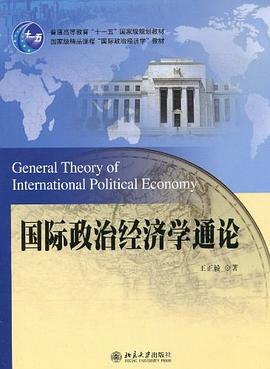 十一五
普通高等教育“十一五”国家级规划教材
国家级精品课程“国际政治经济学”教材
General Theory of
International Political Economy
国际政治经济学通论
王正毅 ◎著
北京大学出版社